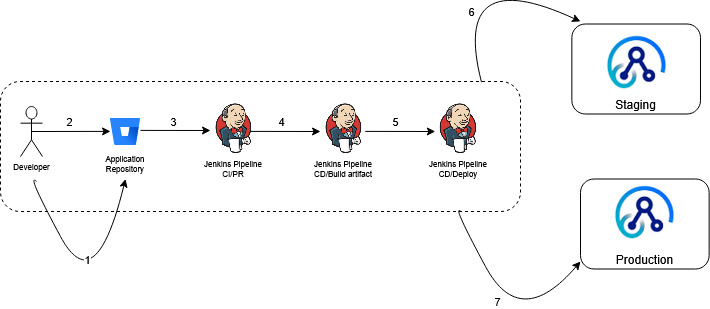 6
Staging
2
3
4
5
Developer
Application
Repository
Jenkins Pipeline
CI/PR
Jenkins Pipeline
CD/Build artifact
Jenkins Pipeline
CD/Deploy
1
Production
7